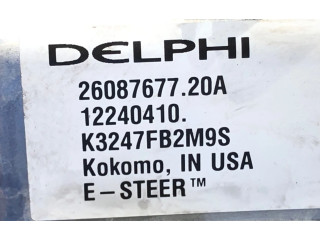 DELPHI
26087677.20A
12240410.
K3247FB2M9S
Kokomo, IN USA
E-STEER™